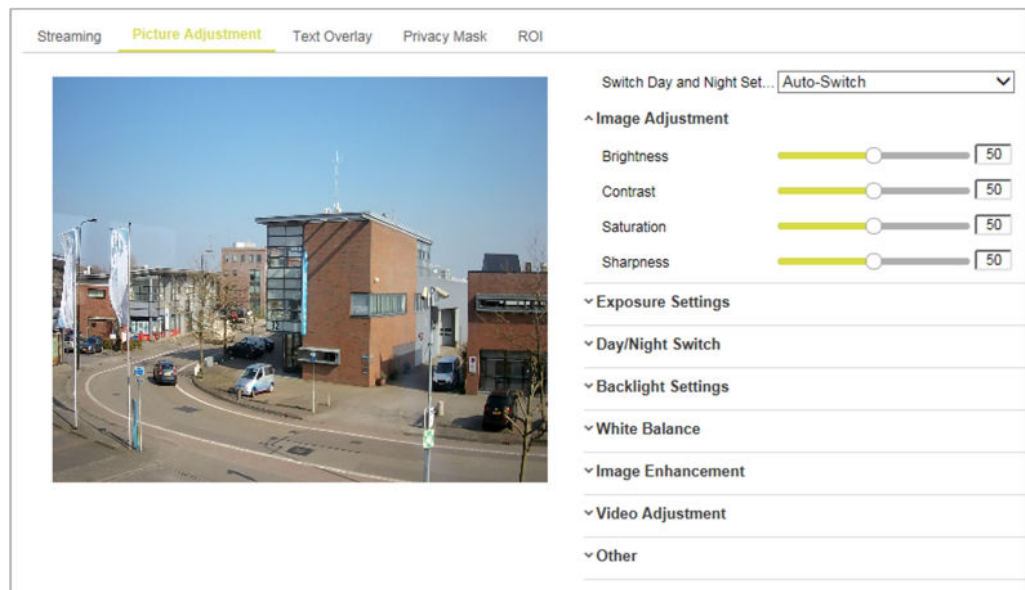 Streaming Picture Adjustment Text Overlay Privacy Mask ROI
Switch Day and Night Set... Auto-Switch
Image Adjustment
Brightness 50
Contrast 50
Saturation 50
Sharpness 50
Exposure Settings
Day/Night Switch
Backlight Settings
White Balance
Image Enhancement
Video Adjustment
Other